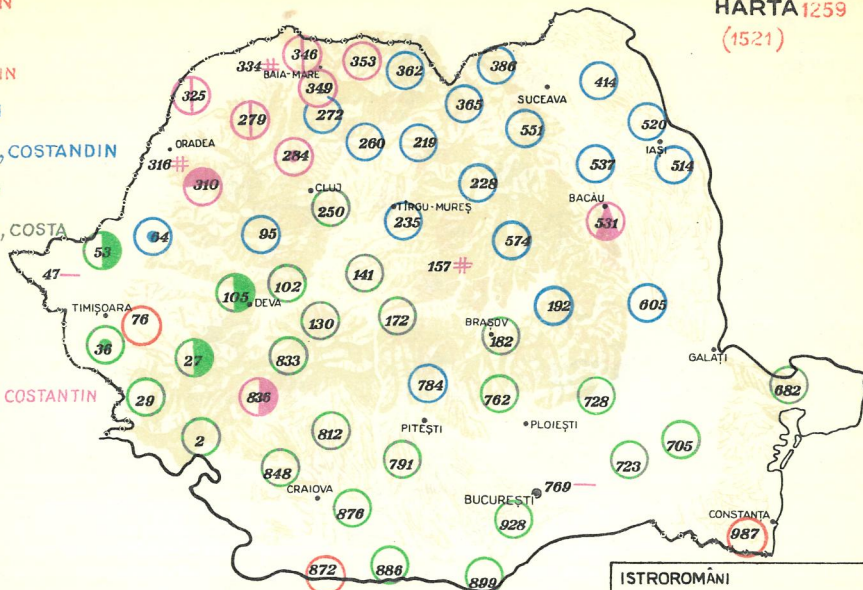 HARTA 1259
(1521)
N
IN
, COSTANDIN
, COSTA
COSTANTIN
334
346
BAIA-MARE
353
349
362
386
414
325
279
272
365
SUCEAVA
551
520
IAȘI
514
ORADEA
316
284
260
219
537
310
CLUJ
228
BACĂU
531
250
TÎRGU-MUREȘ
235
53
64
95
574
47
105
DEVA
102
141
157
TIMIȘOARA
76
130
172
192
605
BRAȘOV
182
36
27
833
GALAȚI
29
836
784
762
728
682
2
812
PITEȘTI
PLOIEȘTI
848
791
723
705
CRAIOVA
876
BUCUREȘTI
769
928
CONSTANȚA
987
872
886
899
ISTROROMÂNI